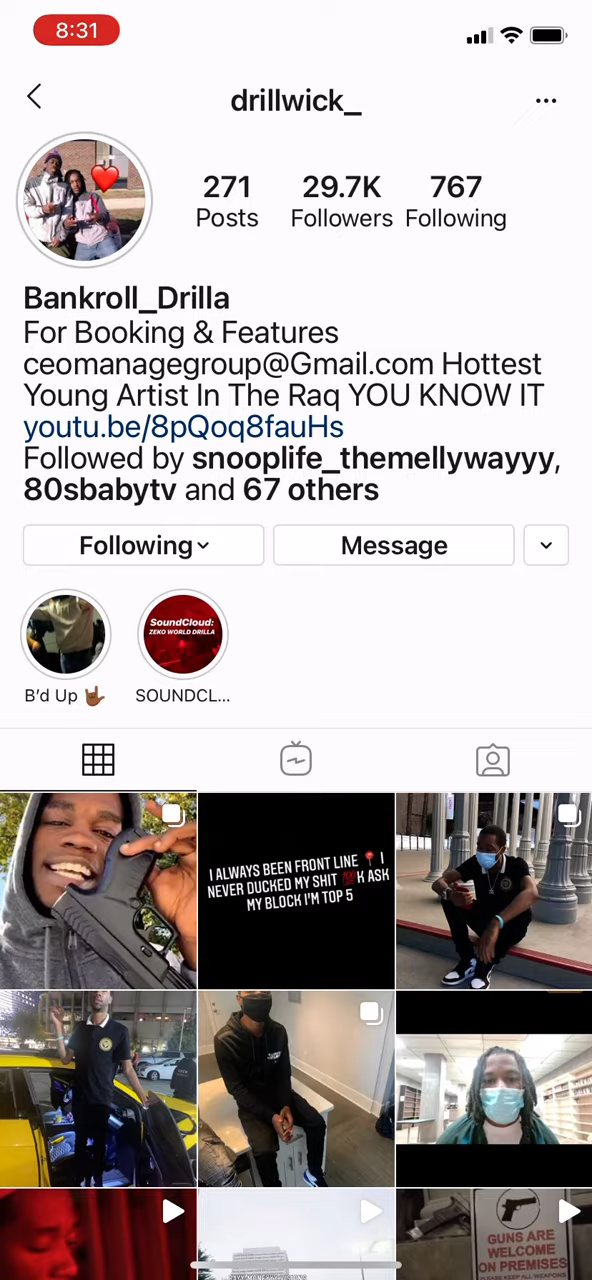 8:31
drillwick_
271
29.7K
767
Posts
Followers
Following
Bankroll_Drilla
For Booking & Features
ceomanagegroup@Gmail.com Hottest
Young Artist In The Raq YOU KNOW IT
youtu.be/8pQoq8fauHs
Followed by snooplife_themellywayyy,
80sbabytv and 67 others
Following
Message
SoundCloud:
ZEKO WORLD DRILLA
B'd Up 🤟🏾
SOUNDCL...
I ALWAYS BEEN FRONT LINE 📍 I
NEVER DUCKED MY SHIT 💯K ASK
MY BLOCK I'M TOP 5
GUNS ARE
WELCOME
ON PREMISES